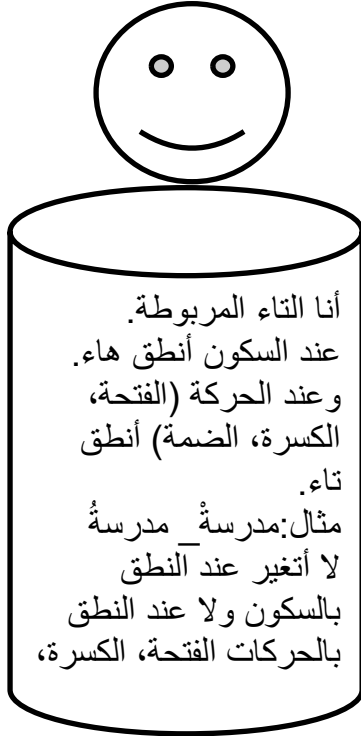 أنا التاء المربوطة.
عند السكون أنطق هاء.
وعند الحركة (الفتحة،
الكسرة، الضمة) أنطق
تاء.
مثال:مدرسةْ_ مدرسةُ
لا أتغير عند النطق
بالسكون ولا عند النطق
بالحركات الفتحة، الكسرة،